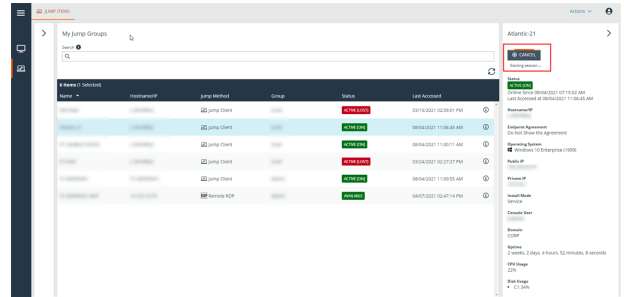 JUMP ITEMS
Actions
My Jump Groups
Search
6 Items (1 Selected)
Name Hostname/IP Jump Method Group Status Last Accessed
Jump Client ACTIVE [LOST] 03/15/2021 02:39:01 PM
Jump Client ACTIVE [ON] 08/04/2021 11:06:45 AM
Jump Client ACTIVE [ON] 08/04/2021 11:00:11 AM
Jump Client ACTIVE [LOST] 03/24/2021 02:27:27 PM
Jump Client ACTIVE [ON] 08/04/2021 11:00:55 AM
RDP Remote RDP AVAILABLE 04/07/2021 02:47:14 PM
Atlantic-21
CANCEL
Starting session...
Status
ACTIVE [ON]
Online Since 08/04/2021 07:15:02 AM
Last Accessed at 08/04/2021 11:06:45 AM
Hostname/IP
Endpoint Agreement
Do Not Show the Agreement
Operating System
Windows 10 Enterprise (1909)
Public IP
Private IP
Install Mode
Service
Console User
Domain
CORP
Uptime
2 weeks, 2 days, 4 hours, 52 minutes, 8 seconds
CPU Usage
22%
Disk Usage
• C:\ 34%